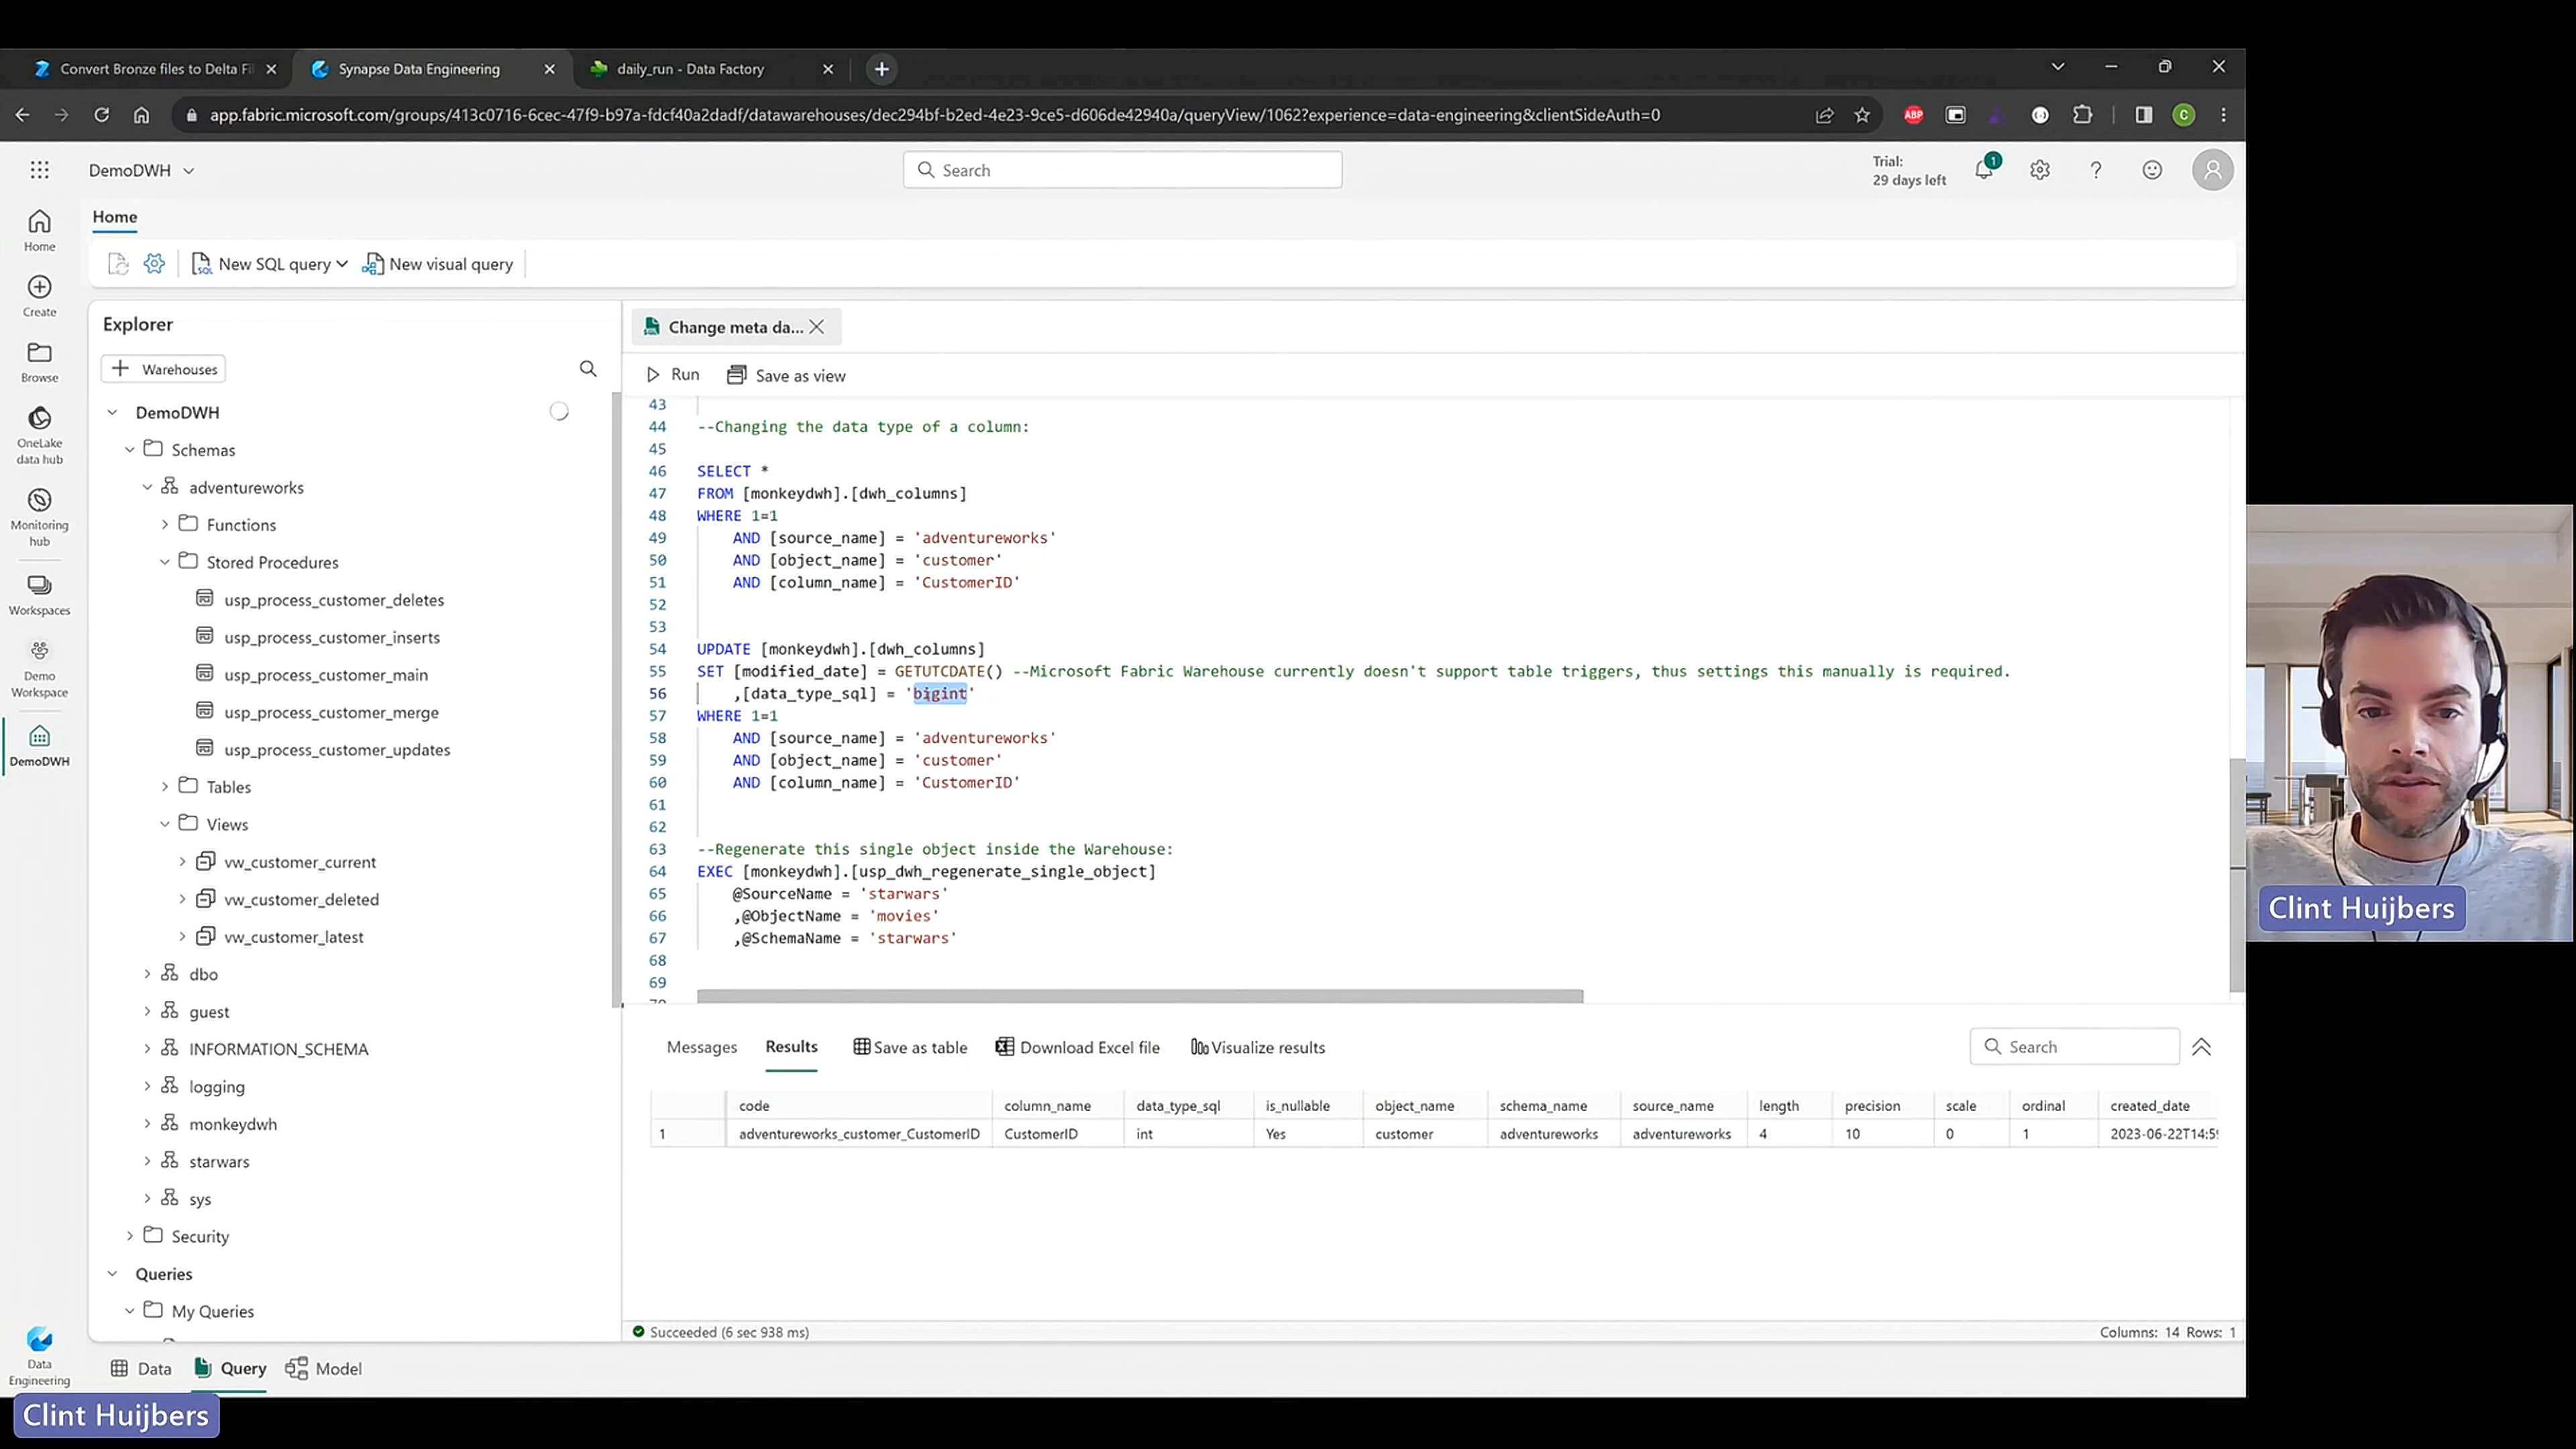 Convert Bronze files to Delta Fi
Synapse Data Engineering
daily_run - Data Factory
app.fabric.microsoft.com/groups/413c0716-6cec-47f9-b97a-fdcf40a2dadf/datawarehouses/dec294bf-b2ed-4e23-9ce5-d606de42940a/queryView/1062?experience=data-engineering&clientSideAuth=0
ABP
C
DemoDWH
Search
Trial:
29 days left
1
Home
Home
Create
Browse
OneLake
data hub
Monitoring
hub
Workspaces
Demo
Workspace
DemoDWH
Data
Engineering
New SQL query
New visual query
Explorer
Warehouses
DemoDWH
Schemas
adventureworks
Functions
Stored Procedures
usp_process_customer_deletes
usp_process_customer_inserts
usp_process_customer_main
usp_process_customer_merge
usp_process_customer_updates
Tables
Views
vw_customer_current
vw_customer_deleted
vw_customer_latest
dbo
guest
INFORMATION_SCHEMA
logging
monkeydwh
starwars
sys
Security
Queries
My Queries
Change meta da...
Run
Save as view
43
44 --Changing the data type of a column:
45
46 SELECT *
47 FROM [monkeydwh].[dwh_columns]
48 WHERE 1=1
49 AND [source_name] = 'adventureworks'
50 AND [object_name] = 'customer'
51 AND [column_name] = 'CustomerID'
52
53
54 UPDATE [monkeydwh].[dwh_columns]
55 SET [modified_date] = GETUTCDATE() --Microsoft Fabric Warehouse currently doesn't support table triggers, thus settings this manually is required.
56 ,[data_type_sql] = 'bigint'
57 WHERE 1=1
58 AND [source_name] = 'adventureworks'
59 AND [object_name] = 'customer'
60 AND [column_name] = 'CustomerID'
61
62
63 --Regenerate this single object inside the Warehouse:
64 EXEC [monkeydwh].[usp_dwh_regenerate_single_object]
65 @SourceName = 'starwars'
66 ,@ObjectName = 'movies'
67 ,@SchemaName = 'starwars'
68
69
Messages
Results
Save as table
Download Excel file
Visualize results
Search
code column_name data_type_sql is_nullable object_name schema_name source_name length precision scale ordinal created_date
1 adventureworks_customer_CustomerID CustomerID int Yes customer adventureworks adventureworks 4 10 0 1 2023-06-22T14:59
Succeeded (6 sec 938 ms)
Columns: 14 Rows: 1
Data
Query
Model
Clint Huijbers
Clint Huijbers